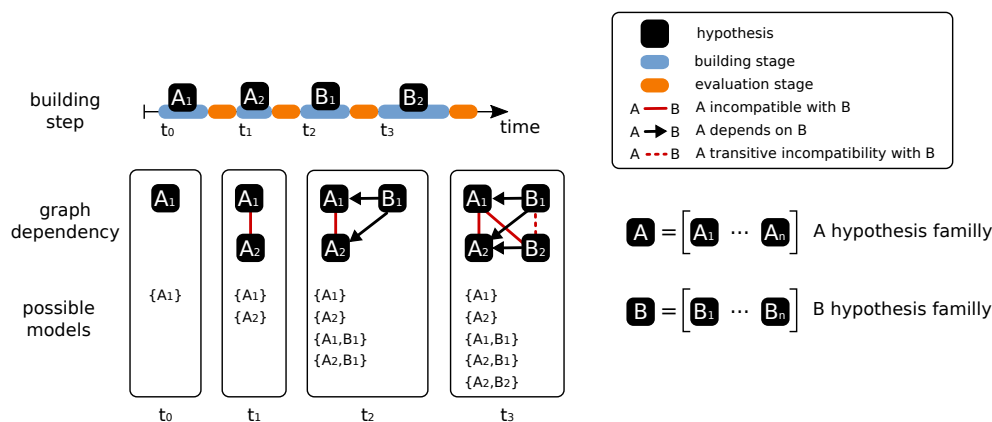 building
step
A1
A2
B1
B2
t0
t1
t2
t3
time
hypothesis
building stage
evaluation stage
A B A incompatible with B
A B A depends on B
A B A transitive incompatibility with B
graph
dependency
A1
A1
A2
A1 B1
A2
A1 B1
A2 B2
possible
models
{A1}
{A1}
{A2}
{A1}
{A2}
{A1,B1}
{A2,B1}
{A1}
{A2}
{A1,B1}
{A2,B1}
{A2,B2}
t0
t1
t2
t3
A = [A1 ··· An] A hypothesis familly
B = [B1 ··· Bn] B hypothesis familly